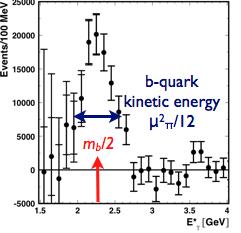 Events/100 MeV
25000
20000
15000
10000
5000
0
-5000
b-quark
kinetic energy
μ²π/12
mb/2
1.5 2 2.5 3 3.5 4
E*T [GeV]